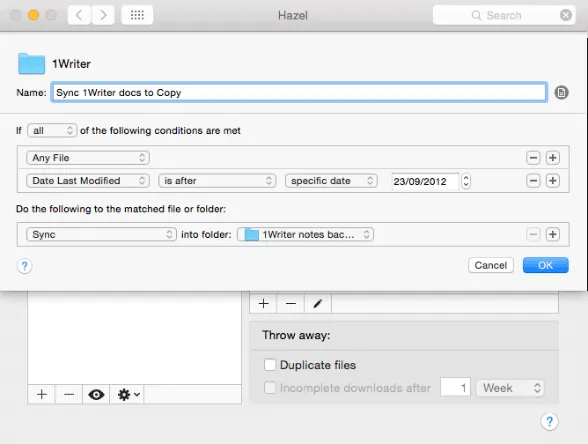 Hazel
Search
1Writer
Name: Sync 1Writer docs to Copy
If all of the following conditions are met
Any File
Date Last Modified is after specific date 23/09/2012
Do the following to the matched file or folder:
Sync into folder: 1Writer notes bac...
? Cancel OK
Throw away:
Duplicate files
Incomplete downloads after 1 Week
?